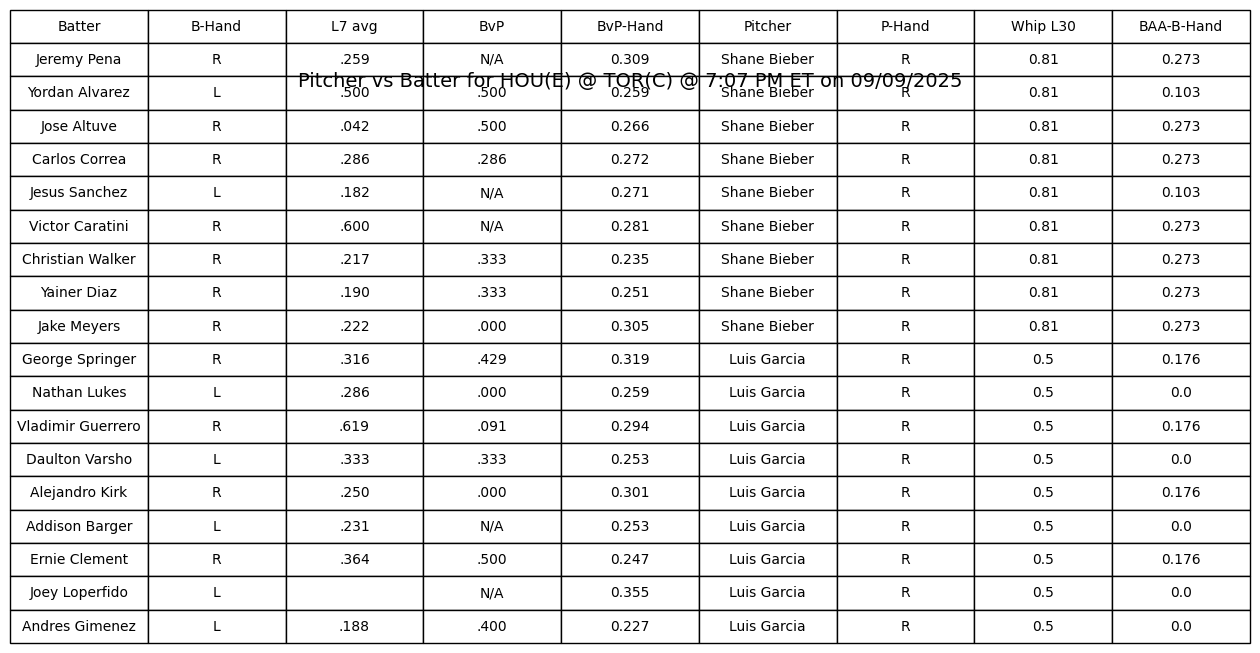 Batter B-Hand L7 avg BvP BvP-Hand Pitcher P-Hand Whip L30 BAA-B-Hand
Jeremy Pena R .259 N/A 0.309 Shane Bieber R 0.81 0.273
Pitcher vs Batter for HOU(E) @ TOR(C) @ 7:07 PM ET on 09/09/2025
Yordan Alvarez L .500 .500 0.259 Shane Bieber R 0.81 0.103
Jose Altuve R .042 .500 0.266 Shane Bieber R 0.81 0.273
Carlos Correa R .286 .286 0.272 Shane Bieber R 0.81 0.273
Jesus Sanchez L .182 N/A 0.271 Shane Bieber R 0.81 0.103
Victor Caratini R .600 N/A 0.281 Shane Bieber R 0.81 0.273
Christian Walker R .217 .333 0.235 Shane Bieber R 0.81 0.273
Yainer Diaz R .190 .333 0.251 Shane Bieber R 0.81 0.273
Jake Meyers R .222 .000 0.305 Shane Bieber R 0.81 0.273
George Springer R .316 .429 0.319 Luis Garcia R 0.5 0.176
Nathan Lukes L .286 .000 0.259 Luis Garcia R 0.5 0.0
Vladimir Guerrero R .619 .091 0.294 Luis Garcia R 0.5 0.176
Daulton Varsho L .333 .333 0.253 Luis Garcia R 0.5 0.0
Alejandro Kirk R .250 .000 0.301 Luis Garcia R 0.5 0.176
Addison Barger L .231 N/A 0.253 Luis Garcia R 0.5 0.0
Ernie Clement R .364 .500 0.247 Luis Garcia R 0.5 0.176
Joey Loperfido L N/A 0.355 Luis Garcia R 0.5 0.0
Andres Gimenez L .188 .400 0.227 Luis Garcia R 0.5 0.0